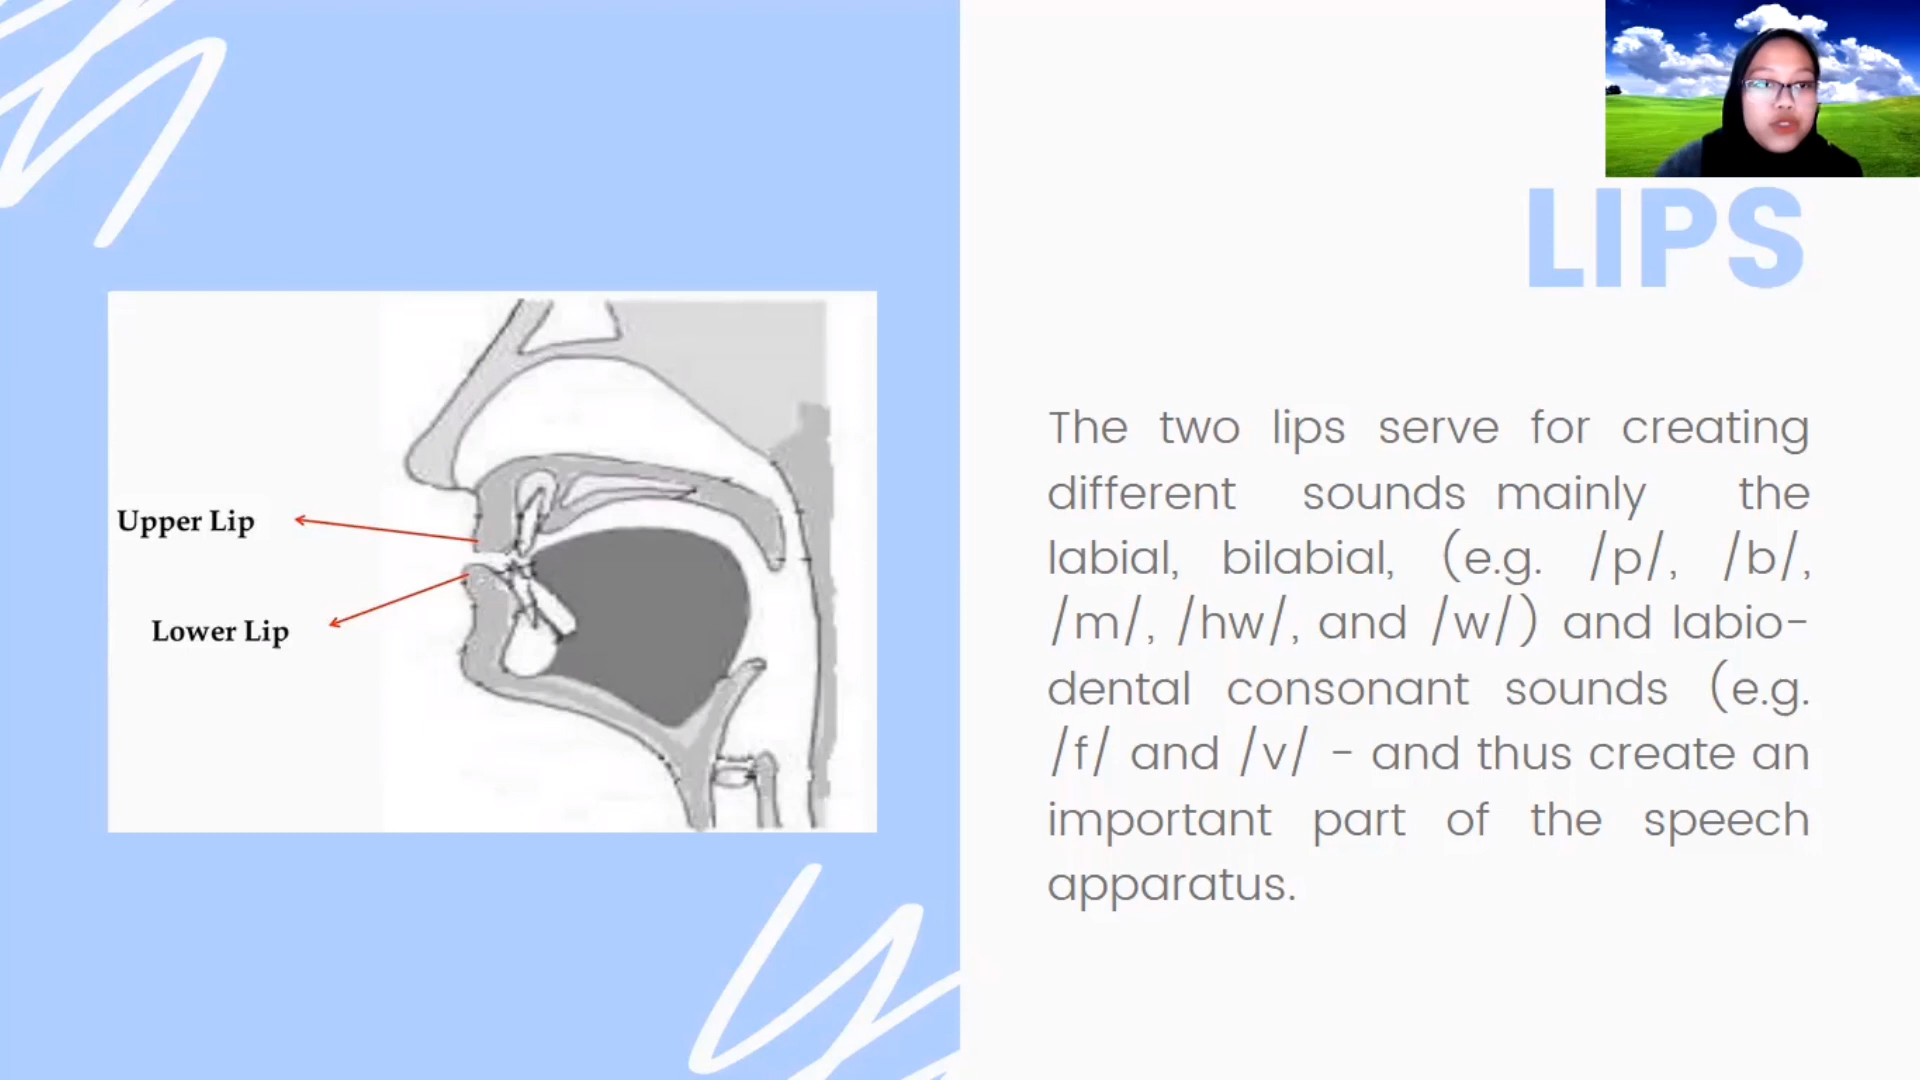 LIPS
Upper Lip
Lower Lip
The two lips serve for creating
different sounds mainly the
labial, bilabial, (e.g. /p/, /b/,
/m/, /hw/, and /w/) and labio-
dental consonant sounds (e.g.
/f/ and /v/ - and thus create an
important part of the speech
apparatus.